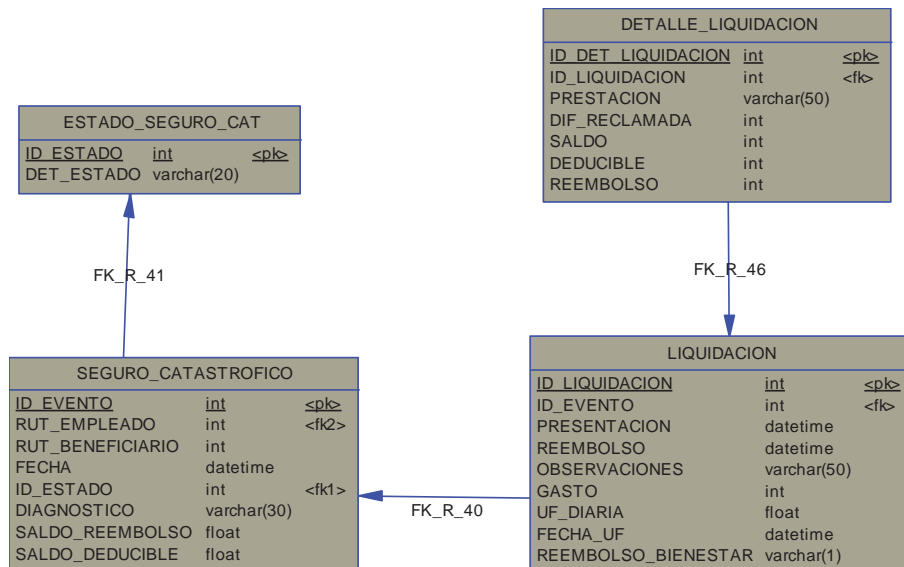 DETALLE_LIQUIDACION
ID_DET_LIQUIDACION int <pk>
ID_LIQUIDACION int <fk>
PRESTACION varchar(50)
DIF_RECLAMADA int
SALDO int
DEDUCIBLE int
REEMBOLSO int
ESTADO_SEGURO_CAT
ID_ESTADO int <pk>
DET_ESTADO varchar(20)
FK_R_41
FK_R_46
SEGURO_CATASTROFICO
ID_EVENTO int <pk>
RUT_EMPLEADO int <fk2>
RUT_BENEFICIARIO int
FECHA datetime
ID_ESTADO int <fk1>
DIAGNOSTICO varchar(30)
SALDO_REEMBOLSO float
SALDO_DEDUCIBLE float
FK_R_40
LIQUIDACION
ID_LIQUIDACION int <pk>
ID_EVENTO int <fk>
PRESENTACION datetime
REEMBOLSO datetime
OBSERVACIONES varchar(50)
GASTO int
UF_DIARIA float
FECHA_UF datetime
REEMBOLSO_BIENESTAR varchar(1)